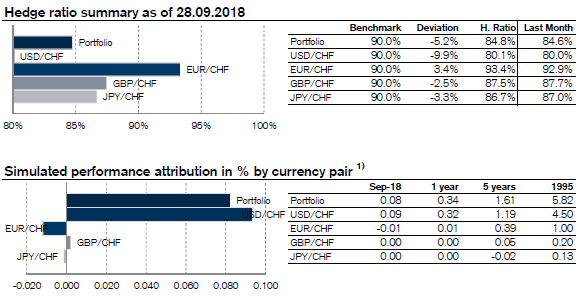 Hedge ratio summary as of 28.09.2018
Portfolio
USD/CHF
EUR/CHF
GBP/CHF
JPY/CHF
80% 85% 90% 95% 100%
Benchmark Deviation H. Ratio Last Month
Portfolio 90.0% -5.2% 84.8% 84.6%
USD/CHF 90.0% -9.9% 80.1% 80.0%
EUR/CHF 90.0% 3.4% 93.4% 92.9%
GBP/CHF 90.0% -2.5% 87.5% 87.7%
JPY/CHF 90.0% -3.3% 86.7% 87.0%
Simulated performance attribution in % by currency pair 1)
Portfolio
USD/CHF
EUR/CHF
GBP/CHF
JPY/CHF
-0.020 0.000 0.020 0.040 0.060 0.080 0.100
Sep-18 1 year 5 years 1995
Portfolio 0.08 0.34 1.61 5.82
USD/CHF 0.09 0.32 1.19 4.50
EUR/CHF -0.01 0.01 0.39 1.00
GBP/CHF 0.00 0.00 0.05 0.20
JPY/CHF 0.00 0.00 -0.02 0.13